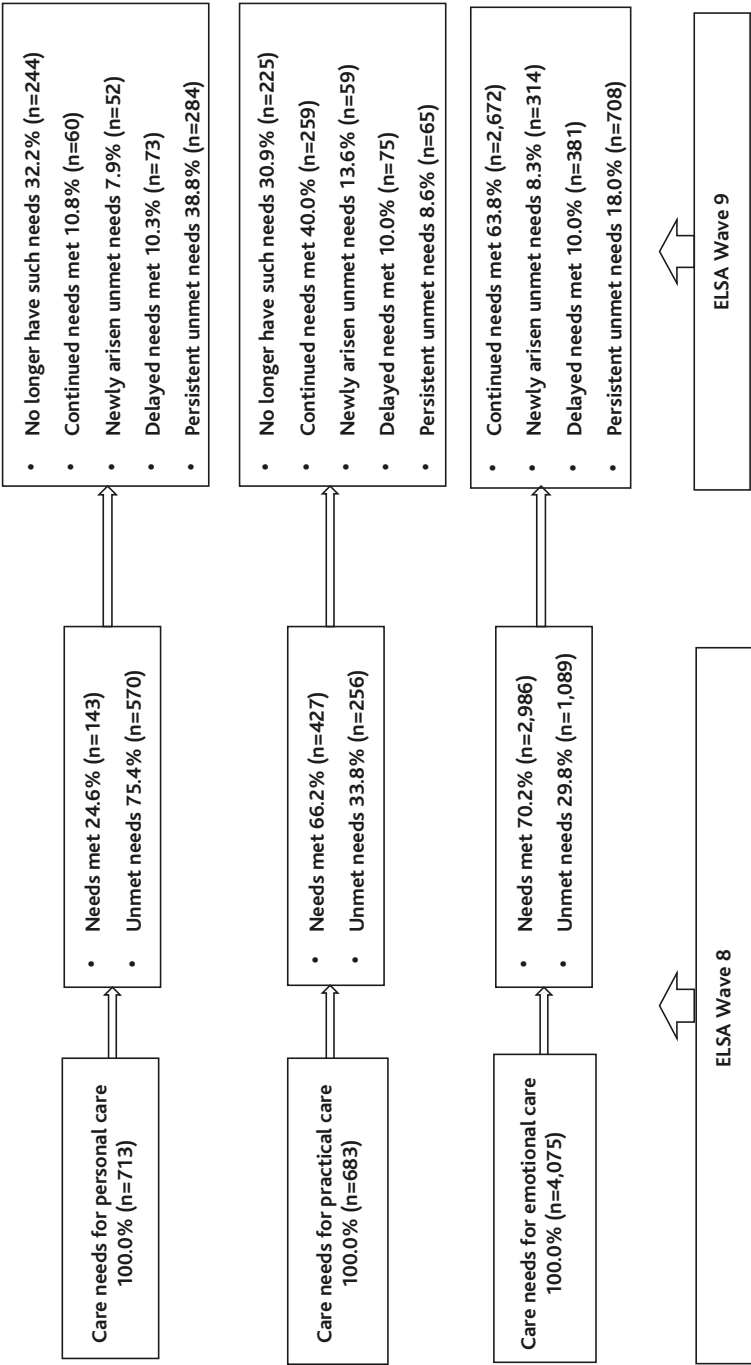 Care needs for personal care
100.0% (n=713)
• Needs met 24.6% (n=143)
• Unmet needs 75.4% (n=570)
• No longer have such needs 32.2% (n=244)
• Continued needs met 10.8% (n=60)
• Newly arisen unmet needs 7.9% (n=52)
• Delayed needs met 10.3% (n=73)
• Persistent unmet needs 38.8% (n=284)
Care needs for practical care
100.0% (n=683)
• Needs met 66.2% (n=427)
• Unmet needs 33.8% (n=256)
• No longer have such needs 30.9% (n=225)
• Continued needs met 40.0% (n=259)
• Newly arisen unmet needs 13.6% (n=59)
• Delayed needs met 10.0% (n=75)
• Persistent unmet needs 8.6% (n=65)
Care needs for emotional care
100.0% (n=4,075)
• Needs met 70.2% (n=2,986)
• Unmet needs 29.8% (n=1,089)
• Continued needs met 63.8% (n=2,672)
• Newly arisen unmet needs 8.3% (n=314)
• Delayed needs met 10.0% (n=381)
• Persistent unmet needs 18.0% (n=708)
ELSA Wave 8
ELSA Wave 9